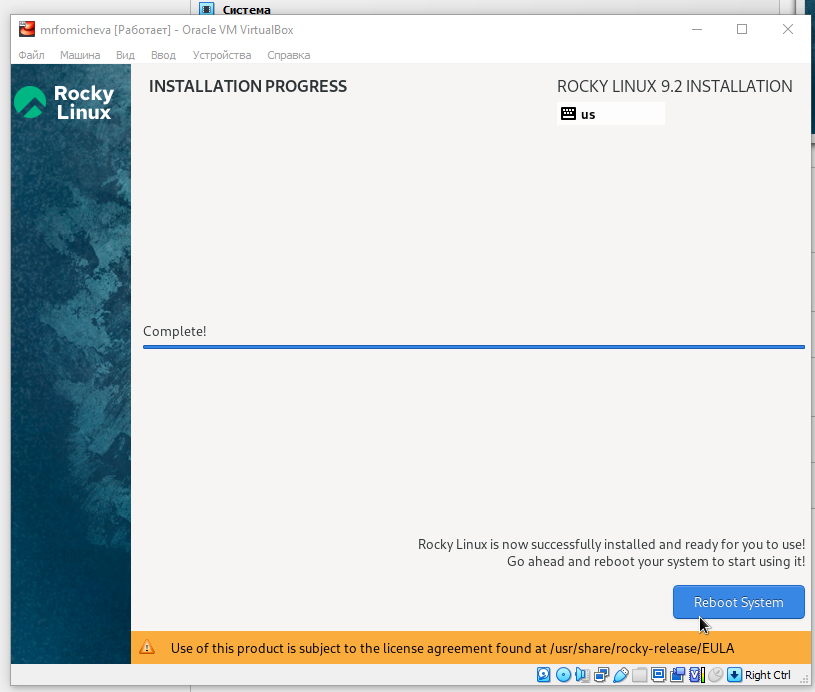 Система
mrfomicheva [Работает] - Oracle VM VirtualBox
Файл Машина Вид Ввод Устройства Справка
Rocky
Linux
INSTALLATION PROGRESS
ROCKY LINUX 9.2 INSTALLATION
us
Complete!
Rocky Linux is now successfully installed and ready for you to use!
Go ahead and reboot your system to start using it!
Reboot System
Use of this product is subject to the license agreement found at /usr/share/rocky-release/EULA
Right Ctrl